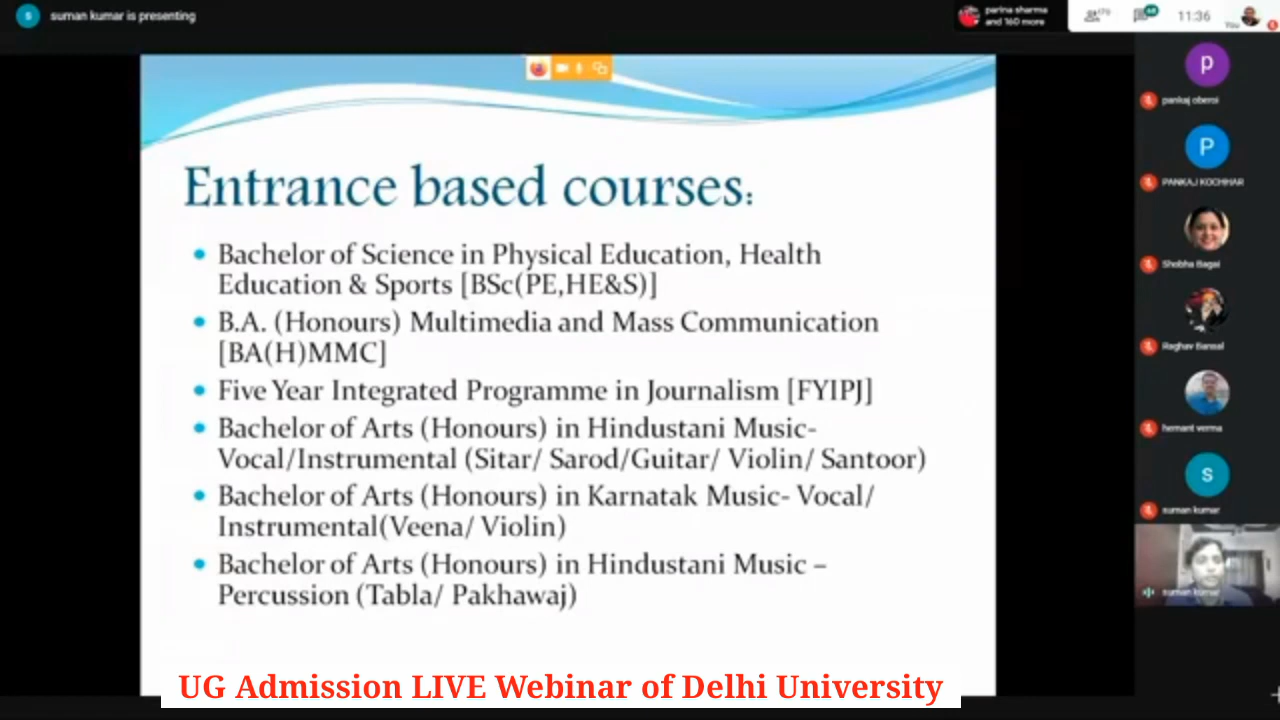 suman kumar is presenting
parina sharma
and 160 more
11:36
You
Entrance based courses:
• Bachelor of Science in Physical Education, Health
Education & Sports [BSc(PE,HE&S)]
• B.A. (Honours) Multimedia and Mass Communication
[BA(H)MMC]
• Five Year Integrated Programme in Journalism [FYIPJ]
• Bachelor of Arts (Honours) in Hindustani Music-
Vocal/Instrumental (Sitar/ Sarod/Guitar/ Violin/ Santoor)
• Bachelor of Arts (Honours) in Karnatak Music- Vocal/
Instrumental(Veena/ Violin)
• Bachelor of Arts (Honours) in Hindustani Music –
Percussion (Tabla/ Pakhawaj)
UG Admission LIVE Webinar of Delhi University
P
pankaj oberoi
P
PANKAJ KOCHHAR
Shobha Bagai
Raghav Bansal
hemant verma
s
suman kumar
suman kumar